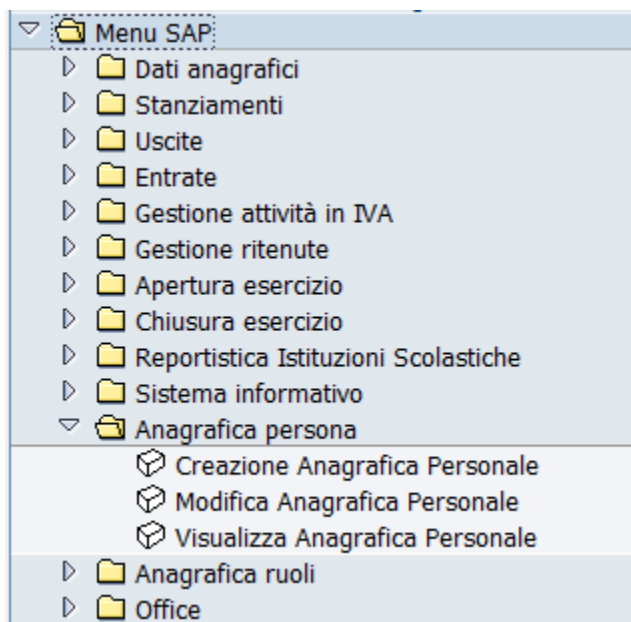 Menu SAP
Dati anagrafici
Stanziamenti
Uscite
Entrate
Gestione attività in IVA
Gestione ritenute
Apertura esercizio
Chiusura esercizio
Reportistica Istituzioni Scolastiche
Sistema informativo
Anagrafica persona
Creazione Anagrafica Personale
Modifica Anagrafica Personale
Visualizza Anagrafica Personale
Anagrafica ruoli
Office